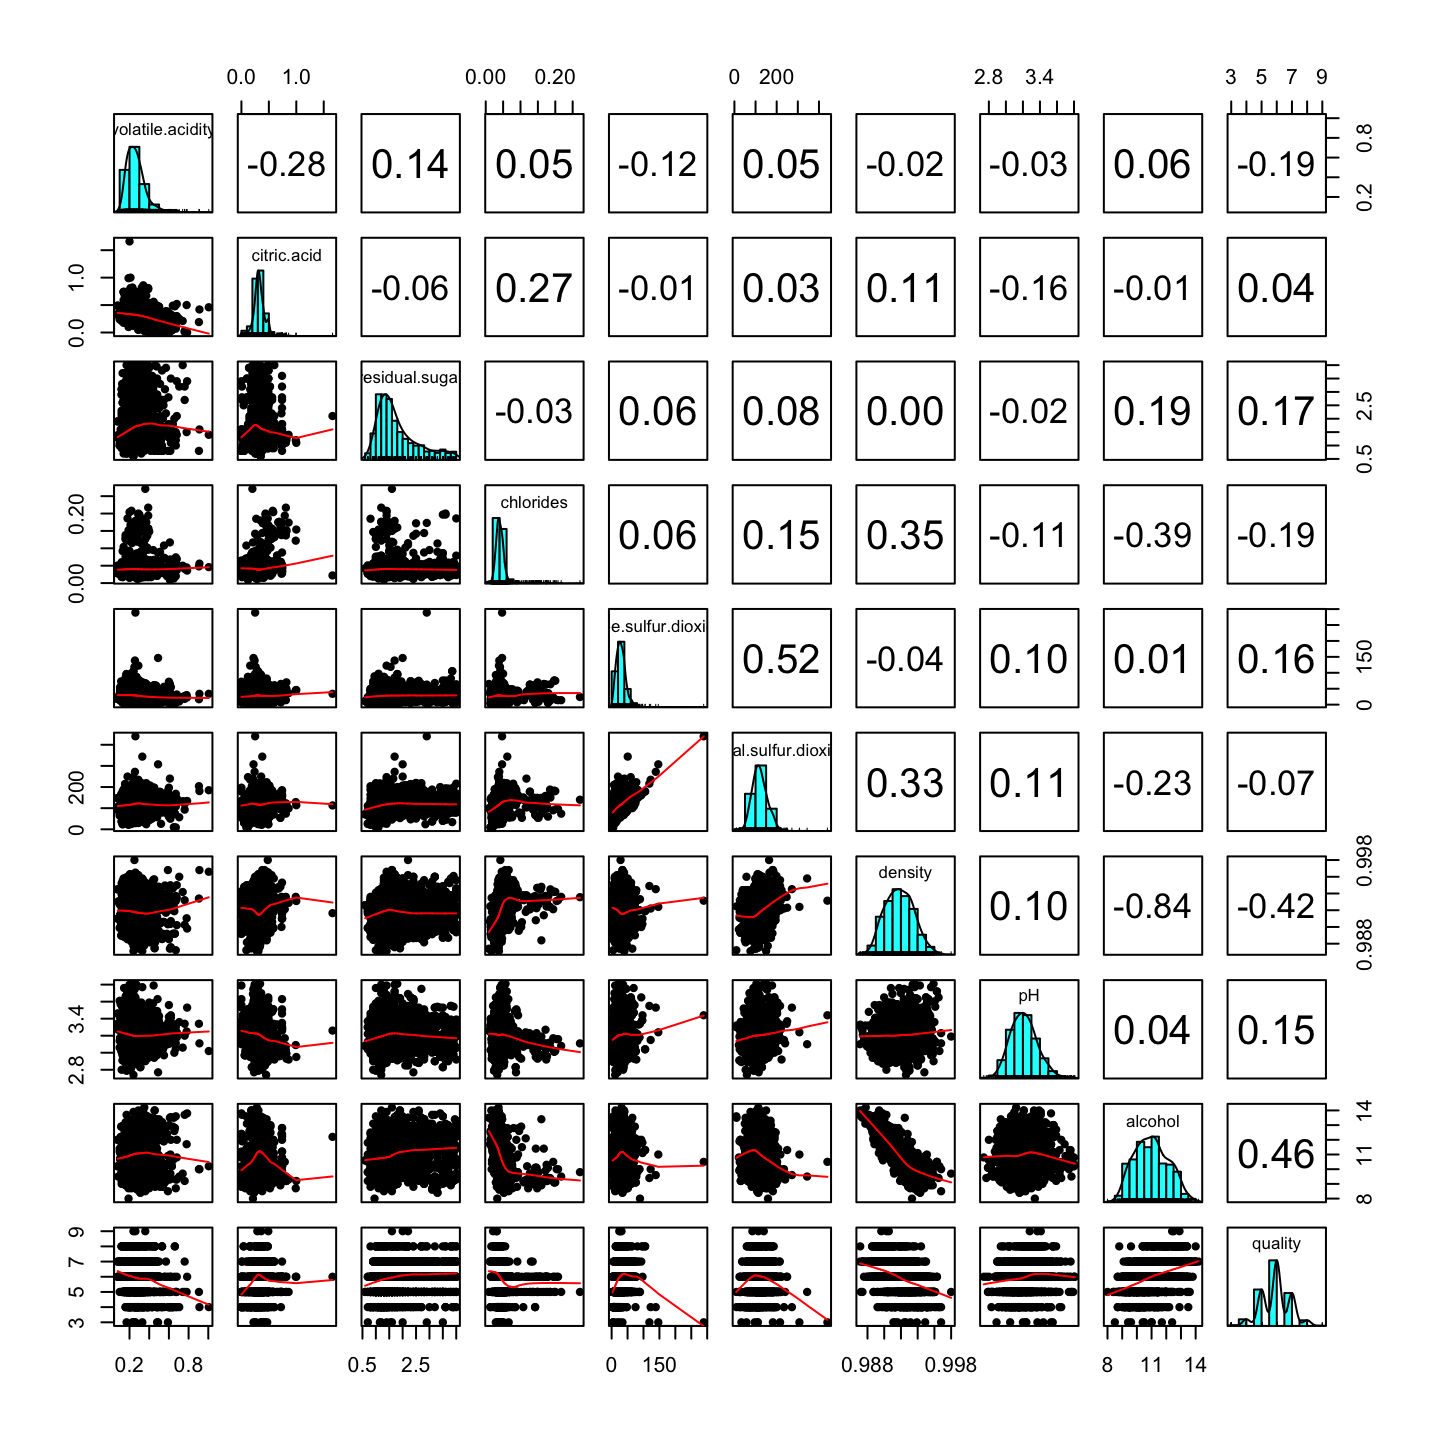 0.0 1.0 0.00 0.20 0 200 2.8 3.4 3 5 7 9
volatile.acidity -0.28 0.14 0.05 -0.12 0.05 -0.02 -0.03 0.06 -0.19 0.2 0.8
0.0 1.0 citric.acid -0.06 0.27 -0.01 0.03 0.11 -0.16 -0.01 0.04
esidual.suga -0.03 0.06 0.08 0.00 -0.02 0.19 0.17 0.5 2.5
0.00 0.20 chlorides 0.06 0.15 0.35 -0.11 -0.39 -0.19
e.sulfur.dioxi 0.52 -0.04 0.10 0.01 0.16 0 150
0 200 al.sulfur.dioxi 0.33 0.11 -0.23 -0.07
density 0.10 -0.84 -0.42 0.988 0.998
2.8 3.4 pH 0.04 0.15
alcohol 0.46 8 11 14
3 5 7 9 quality
0.2 0.8 0.5 2.5 0 150 0.988 0.998 8 11 14